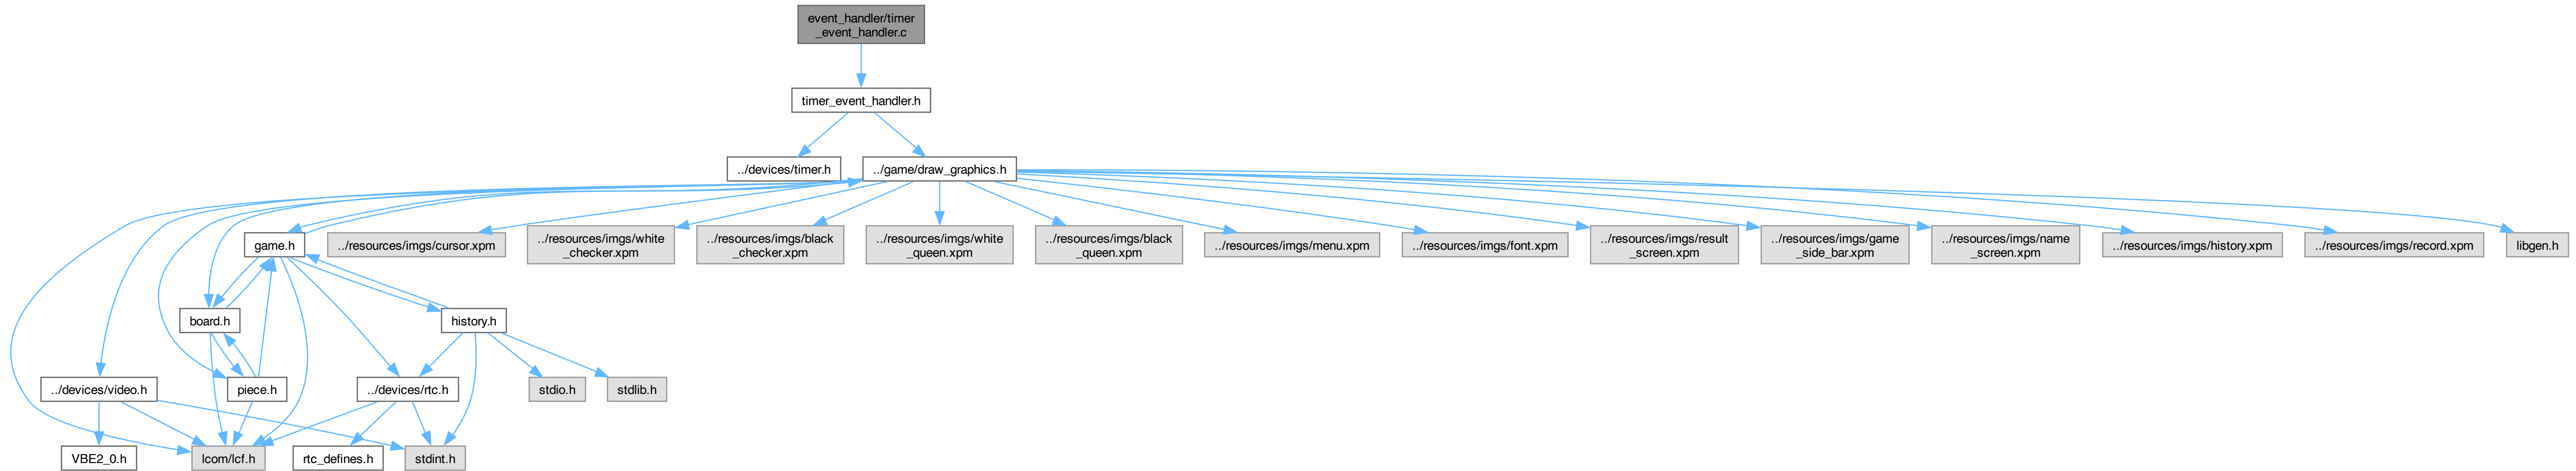 event_handler/timer
_event_handler.c
timer_event_handler.h
../devices/timer.h
../game/draw_graphics.h
game.h
../resources/imgs/cursor.xpm
../resources/imgs/white
_checker.xpm
../resources/imgs/black
_checker.xpm
../resources/imgs/white
_queen.xpm
../resources/imgs/black
_queen.xpm
../resources/imgs/menu.xpm
../resources/imgs/font.xpm
../resources/imgs/result
_screen.xpm
../resources/imgs/game
_side_bar.xpm
../resources/imgs/name
_screen.xpm
../resources/imgs/history.xpm
../resources/imgs/record.xpm
libgen.h
board.h
history.h
../devices/video.h
piece.h
../devices/rtc.h
stdio.h
stdlib.h
VBE2_0.h
lcom/lcf.h
rtc_defines.h
stdint.h